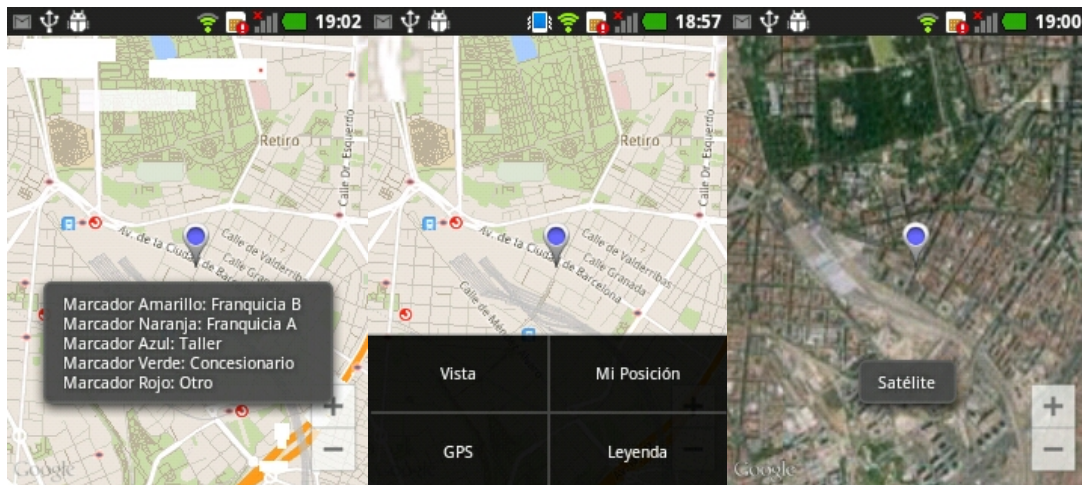 19:02
Retiro
Calle Dr. Esquerdo
Av. de la Ciudad de Barc
Calle de Valderribas
Calle Gran
Marcador Amarillo: Franquicia B
Marcador Naranja: Franquicia A
Marcador Azul: Taller
Marcador Verde: Concesionario
Marcador Rojo: Otro
+
−
Google
18:57
Retiro
Calle Dr. Esquerdo
Av. de la Ciudad de Barcelona
Calle de Valderribas
Calle Granada
Calle de Mén
Vista
Mi Posición
GPS
Leyenda
19:00
Satélite
+
−
Google